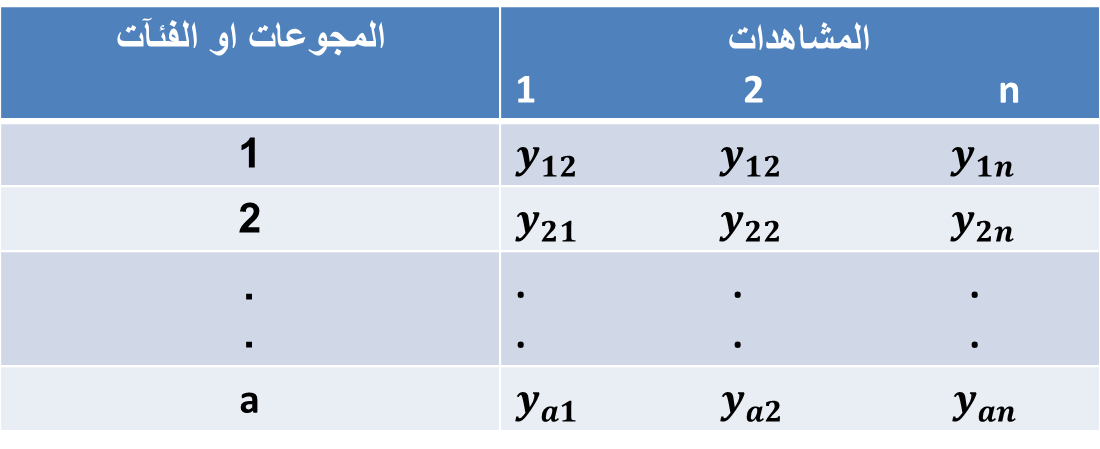 المجوعات او الفئآت	المشاهدات
1	2	n
1	y₁₂	y₁₂	y₁ₙ
2	y₂₁	y₂₂	y₂ₙ
.	.	.	.
.	.	.	.
a	yₐ₁	yₐ₂	yₐₙ